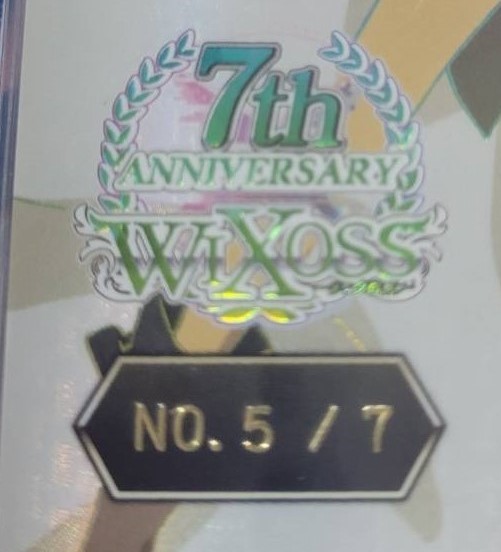 7th
ANNIVERSARY
WIXOSS
NO. 5 / 7